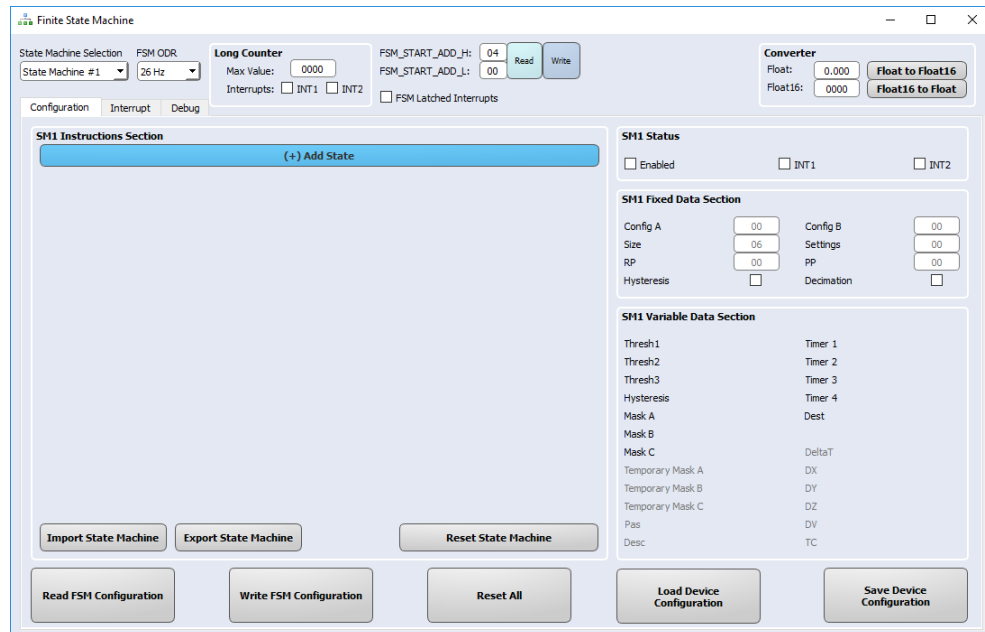 Finite State Machine
State Machine Selection FSM ODR
State Machine #1 26 Hz
Long Counter
Max Value: 0000
Interrupts: INT1 INT2
FSM_START_ADD_H: 04
FSM_START_ADD_L: 00
Read Write
FSM Latched Interrupts
Converter
Float: 0.000 Float to Float16
Float16: 0000 Float16 to Float
Configuration Interrupt Debug
SM1 Instructions Section
(+) Add State
Import State Machine Export State Machine Reset State Machine
SM1 Status
Enabled INT1 INT2
SM1 Fixed Data Section
Config A 00 Config B 00
Size 06 Settings 00
RP 00 PP 00
Hysteresis Decimation
SM1 Variable Data Section
Thresh1 Timer 1
Thresh2 Timer 2
Thresh3 Timer 3
Hysteresis Timer 4
Mask A Dest
Mask B
Mask C DeltaT
Temporary Mask A DX
Temporary Mask B DY
Temporary Mask C DZ
Pas DV
Desc TC
Read FSM Configuration Write FSM Configuration Reset All
Load Device
Configuration
Save Device
Configuration